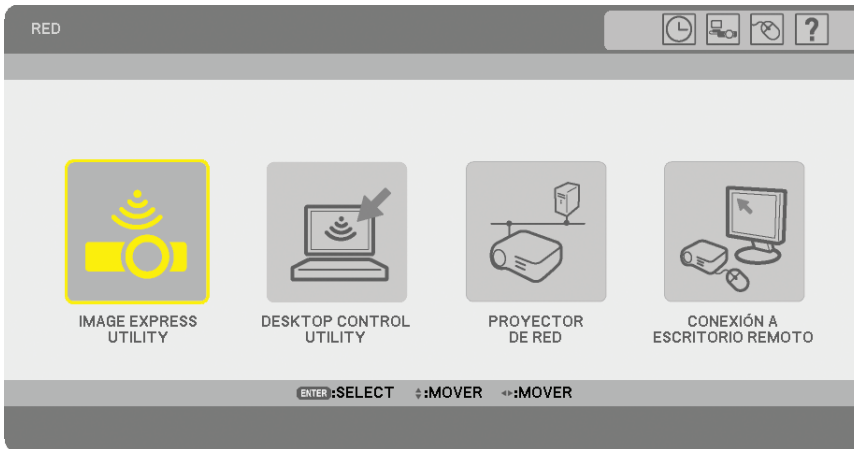 RED
?
IMAGE EXPRESS
UTILITY
DESKTOP CONTROL
UTILITY
PROYECTOR
DE RED
CONEXIÓN A
ESCRITORIO REMOTO
ENTER:SELECT :MOVER :MOVER